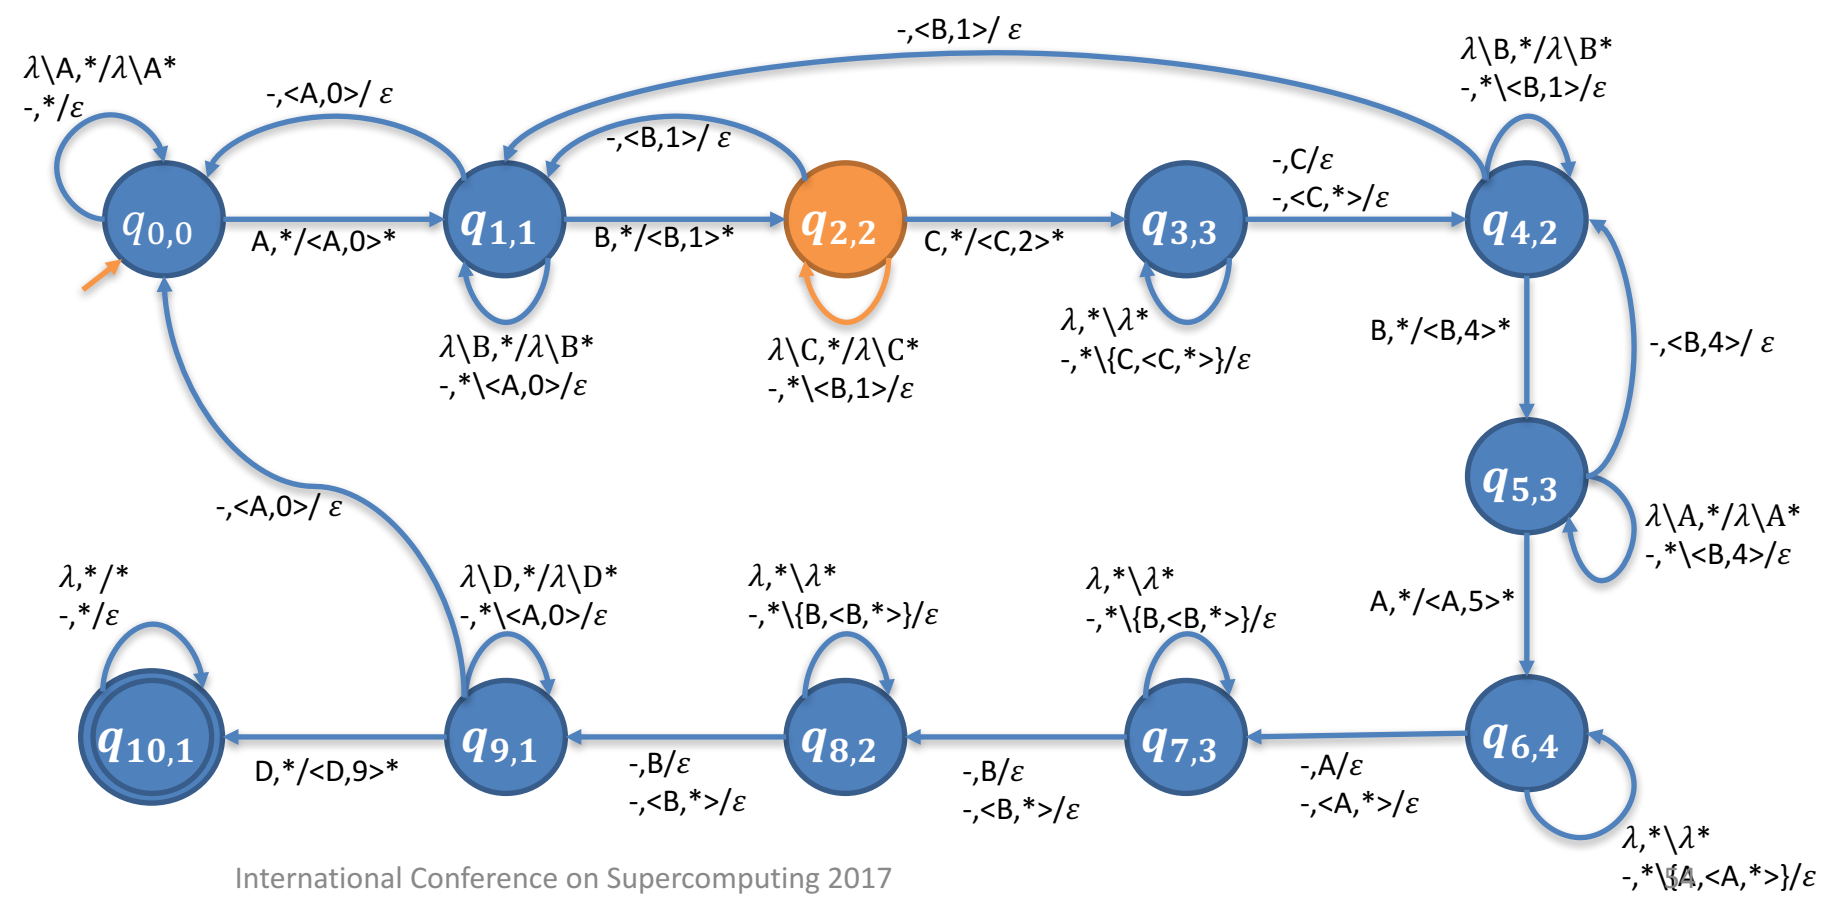 -,<B,1>/ ε
λ\A,*/λ\A*
-,*/ε
-,<A,0>/ ε
-,<B,1>/ ε
λ\B,*/λ\B*
-,*\<B,1>/ε
-,C/ε
-,<C,*>/ε
q0,0
q1,1
q2,2
q3,3
q4,2
A,*/<A,0>*
B,*/<B,1>*
C,*/<C,2>*
λ\B,*/λ\B*
-,*\<A,0>/ε
λ\C,*/λ\C*
-,*\<B,1>/ε
λ,*\λ*
-,*\{C,<C,*>}/ε
B,*/<B,4>*
-,<B,4>/ ε
q5,3
-,<A,0>/ ε
λ\A,*/λ\A*
-,*\<B,4>/ε
A,*/<A,5>*
λ,*/*
-,*/ε
λ\D,*/λ\D*
-,*\<A,0>/ε
λ,*\λ*
-,*\{B,<B,*>}/ε
λ,*\λ*
-,*\{B,<B,*>}/ε
q10,1
q9,1
q8,2
q7,3
q6,4
D,*/<D,9>*
-,B/ε
-,<B,*>/ε
-,B/ε
-,<B,*>/ε
-,A/ε
-,<A,*>/ε
λ,*\λ*
-,*\{A,<A,*>}/ε
International Conference on Supercomputing 2017
54